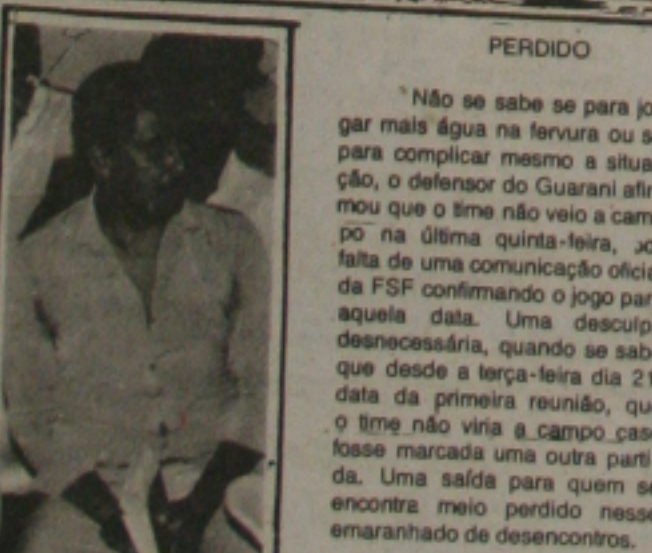 PERDIDO
Não se sabe se para jo
gar mais água na fervura ou s
para complicar mesmo a situa
ção, o defensor do Guarani afir
mou que o time não veio a cam
po na última quinta-feira, po
falta de uma comunicação oficia
da FSF confirmando o jogo par
aquela data. Uma desculp
desnecessária, quando se sab
que desde a terça-feira dia 21
data da primeira reunião, qu
o time não viria a campo cas
fosse marcada uma outra parti
da. Uma saída para quem s
encontra meio perdido ness
emaranhado de desencontros.